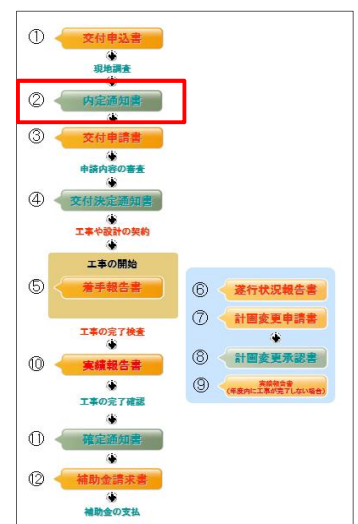 ① 交付申込書
現地調査
② 内定通知書
③ 交付申請書
申請内容の審査
④ 交付決定通知書
工事や設計の契約
工事の開始
⑤ 着手報告書
⑥ 遂行状況報告書
⑦ 計画変更申請書
⑧ 計画変更承認書
⑨ 実績報告書
(年度内に工事が完了しない場合)
工事の完了検査
⑩ 実績報告書
工事の完了確認
⑪ 確定通知書
⑫ 補助金請求書
補助金の支払